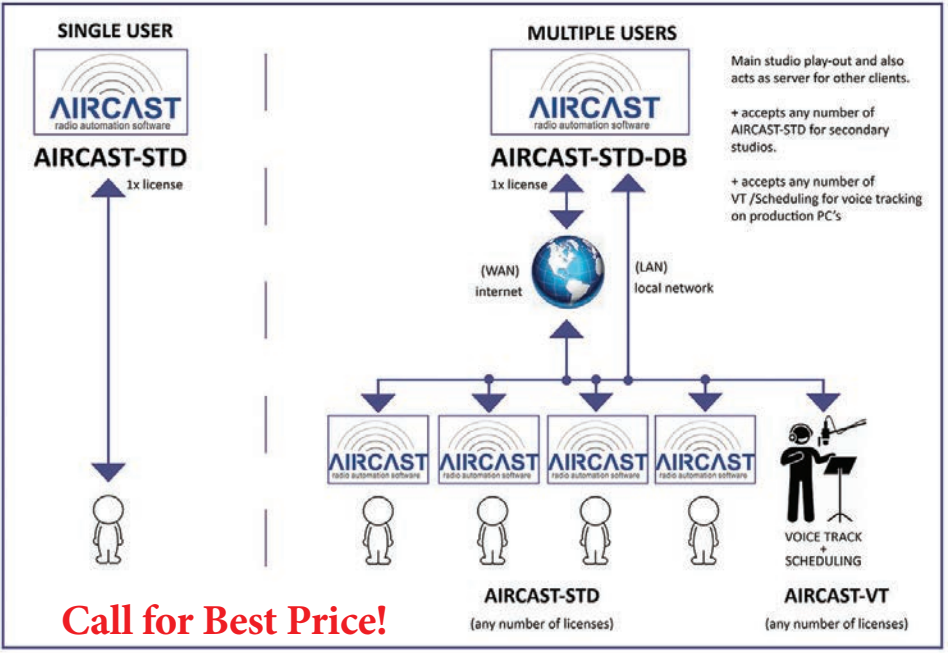 SINGLE USER
AIRCAST
radio automation software
AIRCAST-STD
1x license
MULTIPLE USERS
AIRCAST
radio automation software
AIRCAST-STD-DB
1x license
Main studio play-out and also
acts as server for other clients.
+ accepts any number of
AIRCAST-STD for secondary
studios.
+ accepts any number of
VT /Scheduling for voice tracking
on production PC's
(WAN)
internet
(LAN)
local network
AIRCAST
radio automation software
AIRCAST
radio automation software
AIRCAST
radio automation software
AIRCAST
radio automation software
VOICE TRACK
+
SCHEDULING
AIRCAST-STD
(any number of licenses)
AIRCAST-VT
(any number of licenses)
Call for Best Price!